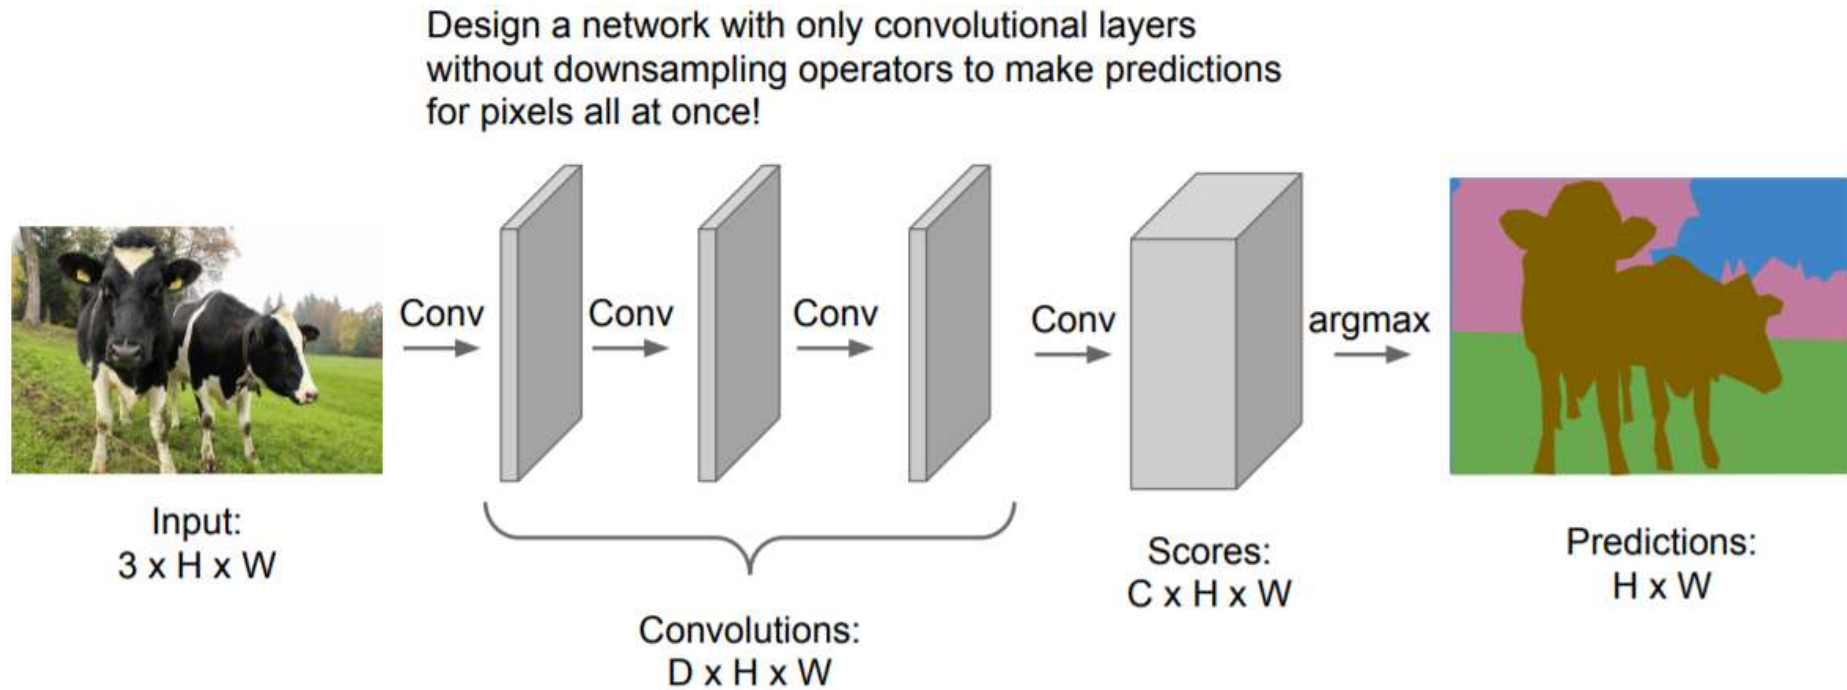 Design a network with only convolutional layers
without downsampling operators to make predictions
for pixels all at once!
Conv
Conv
Conv
Conv
argmax
Input:
3 x H x W
Convolutions:
D x H x W
Scores:
C x H x W
Predictions:
H x W